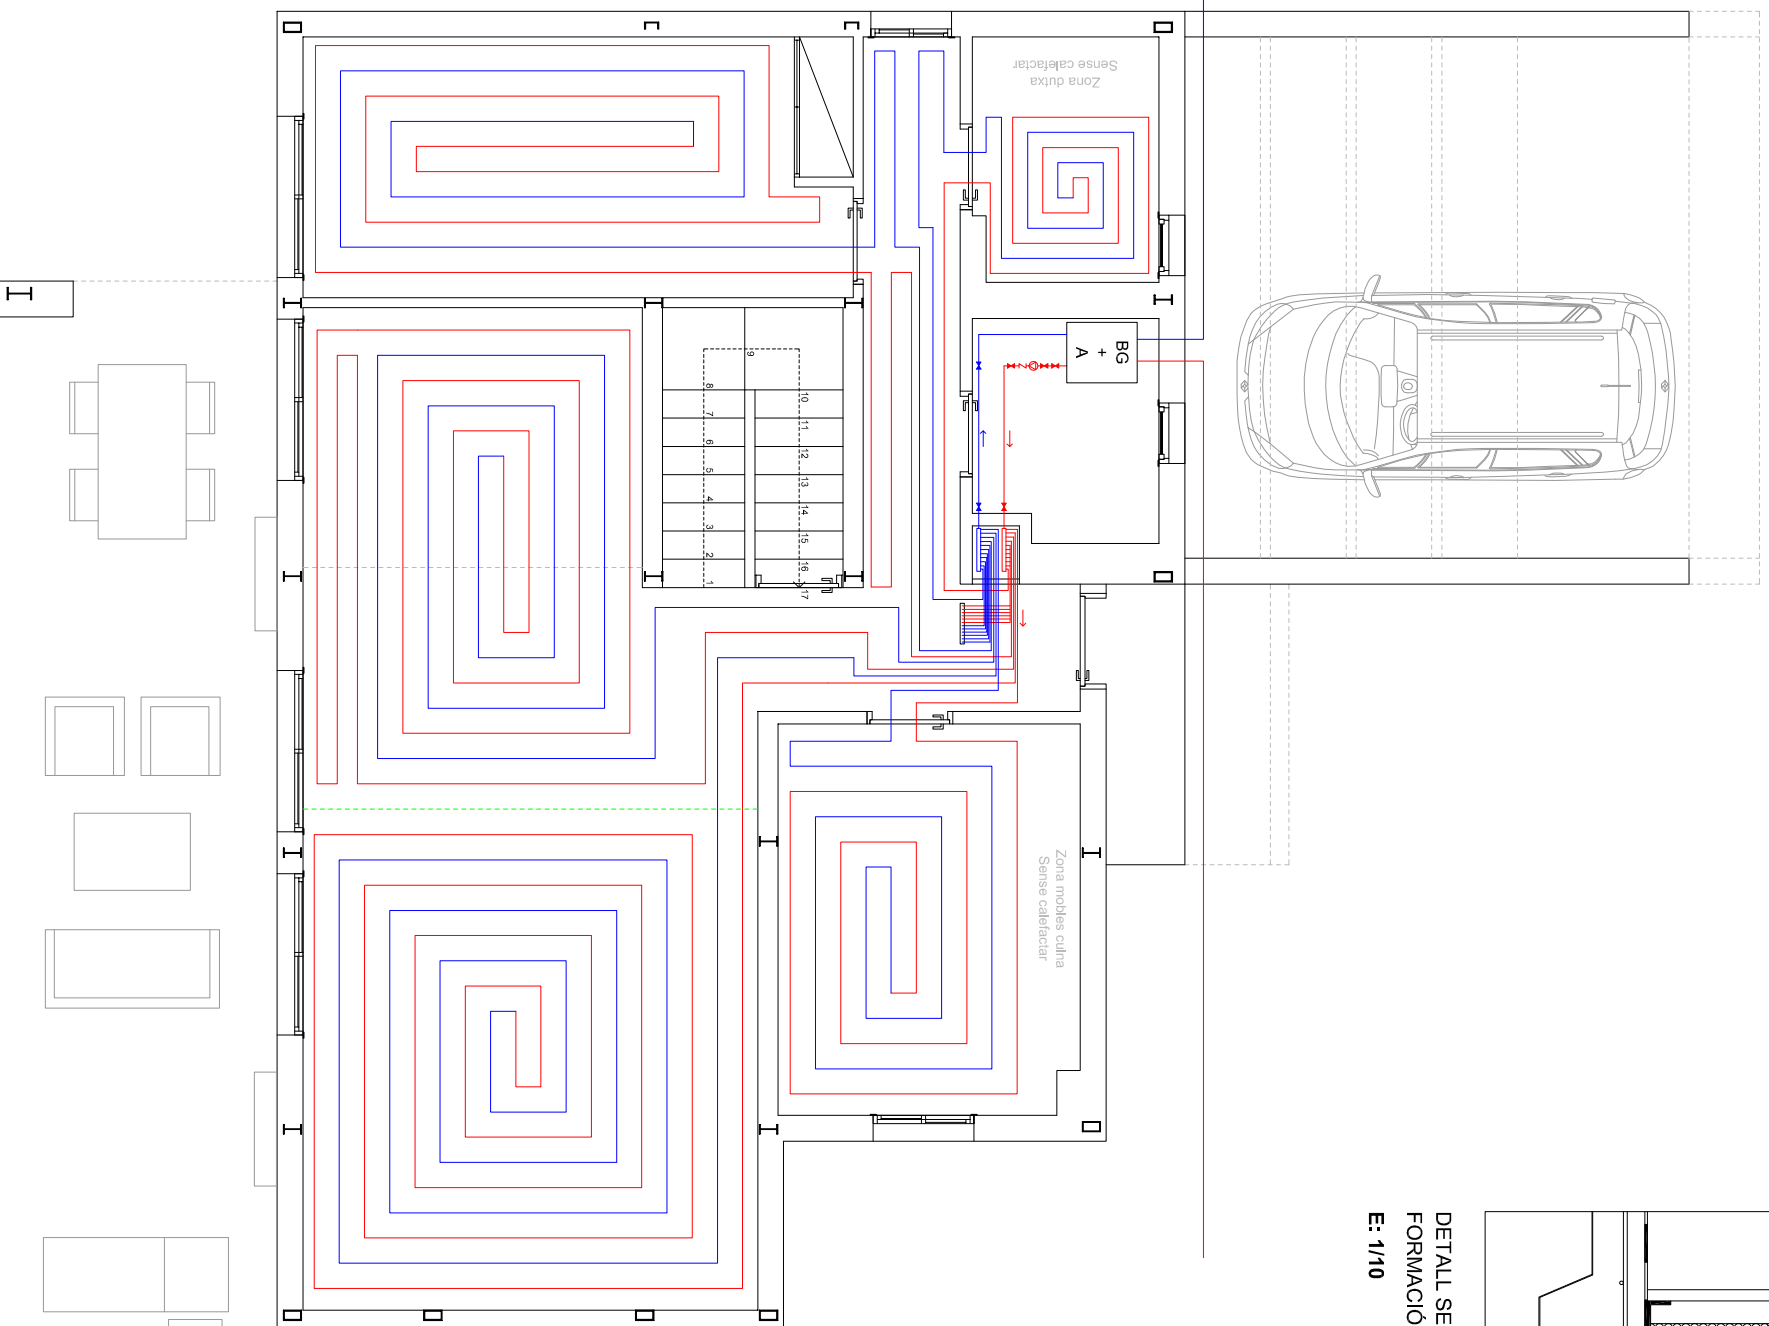 Zona dutxa
Sense calefactar
BG
+
A
1
2
3
4
5
6
7
8
9
10
11
12
13
14
15
16
17
Zona mobles cuina
Sense calefactar
DETALL SE
FORMACIÓ
E: 1/10